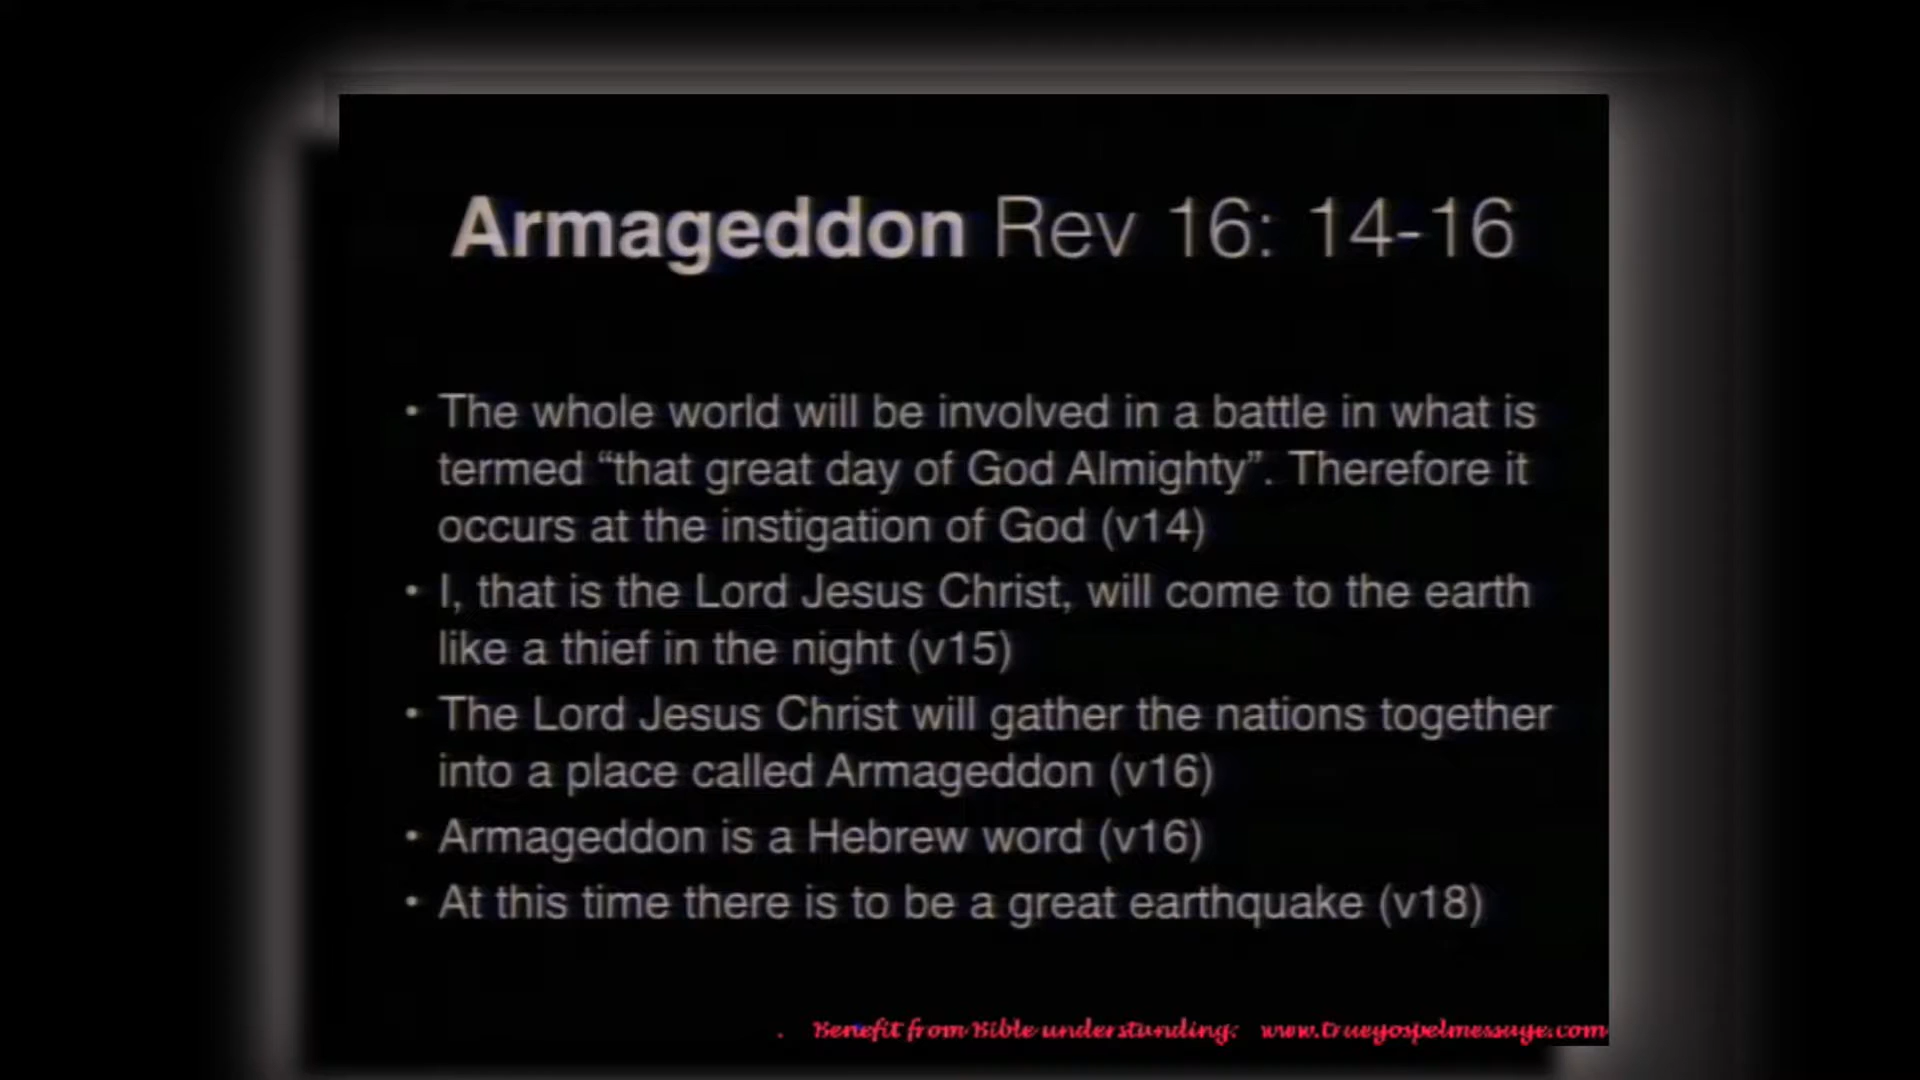 Armageddon Rev 16: 14-16
• The whole world will be involved in a battle in what is
termed “that great day of God Almighty”. Therefore it
occurs at the instigation of God (v14)
• I, that is the Lord Jesus Christ, will come to the earth
like a thief in the night (v15)
• The Lord Jesus Christ will gather the nations together
into a place called Armageddon (v16)
• Armageddon is a Hebrew word (v16)
• At this time there is to be a great earthquake (v18)
. Benefit from Bible understanding: www.truegospelmessage.com